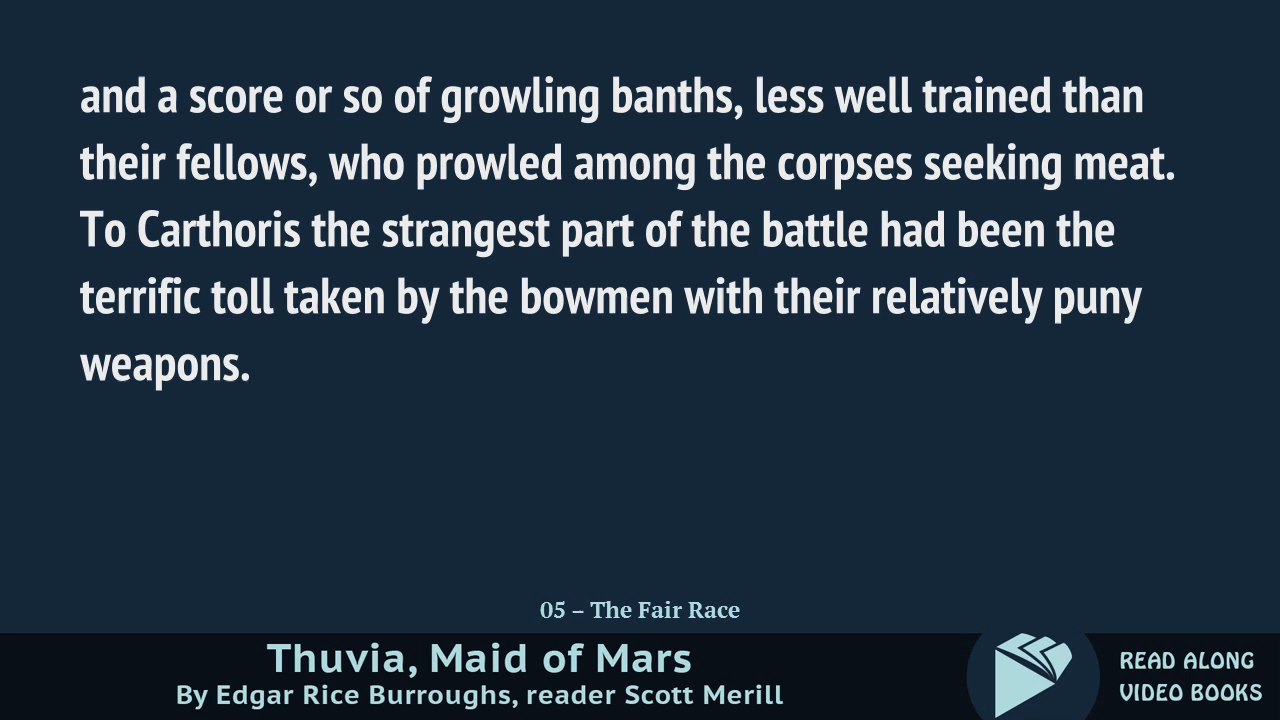 and a score or so of growling banths, less well trained than
their fellows, who prowled among the corpses seeking meat.
To Carthoris the strangest part of the battle had been the
terrific toll taken by the bowmen with their relatively puny
weapons.
05 – The Fair Race
Thuvia, Maid of Mars
By Edgar Rice Burroughs, reader Scott Merill
READ ALONG
VIDEO BOOKS